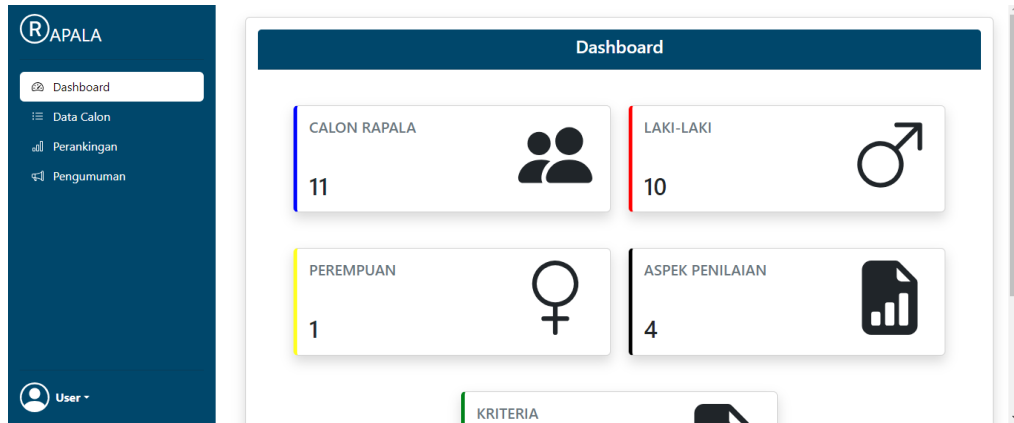 RAPALA
Dashboard
Data Calon
Perankingan
Pengumuman
User
Dashboard
CALON RAPALA
11
LAKI-LAKI
10
PEREMPUAN
1
ASPEK PENILAIAN
4
KRITERIA